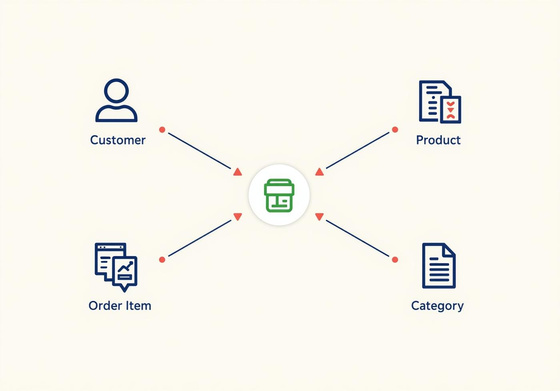 Customer
Product
Order Item
Category